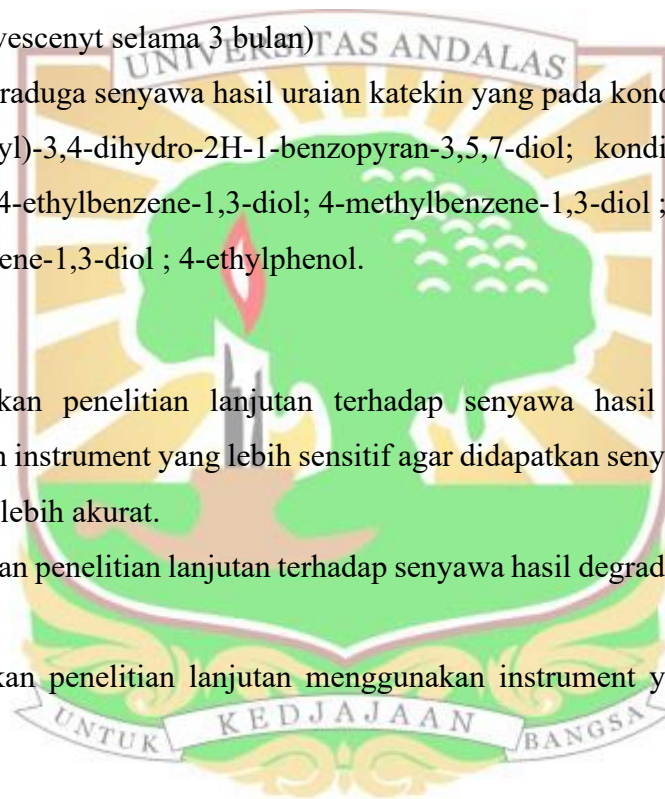 vescenyt selama 3 bulan)
UNIVERSITAS ANDALAS
raduga senyawa hasil uraian katekin yang pada kond
yl)-3,4-dihydro-2H-1-benzopyran-3,5,7-diol; kondi
4-ethylbenzene-1,3-diol; 4-methylbenzene-1,3-diol ;
ene-1,3-diol ; 4-ethylphenol.
kan penelitian lanjutan terhadap senyawa hasil
n instrument yang lebih sensitif agar didapatkan seny
lebih akurat.
an penelitian lanjutan terhadap senyawa hasil degrad
kan penelitian lanjutan menggunakan instrument y
UNTUK KEDJAJAAN BANGSA